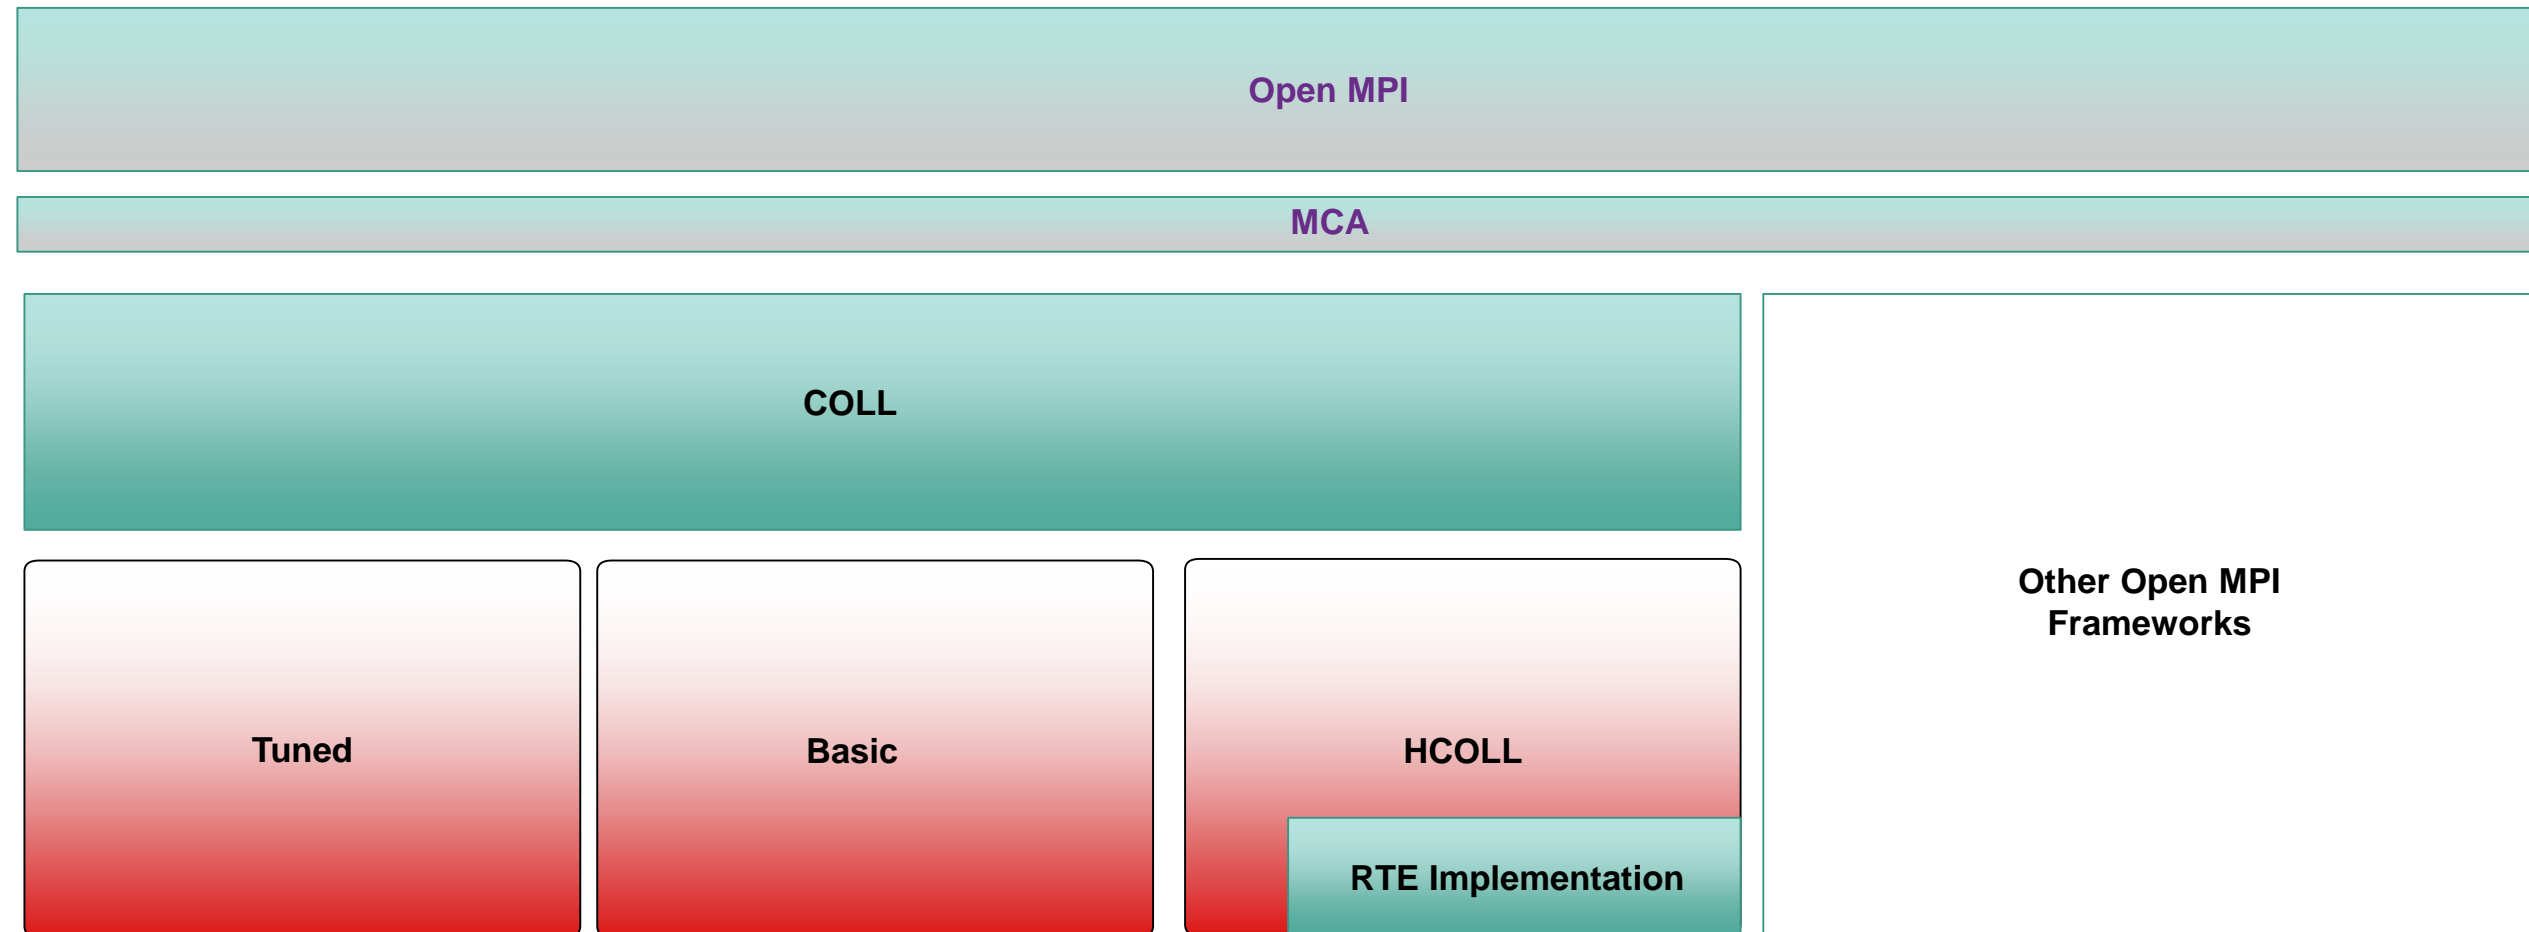 Open MPI
MCA
COLL
Other Open MPI
Frameworks
Tuned
Basic
HCOLL
RTE Implementation